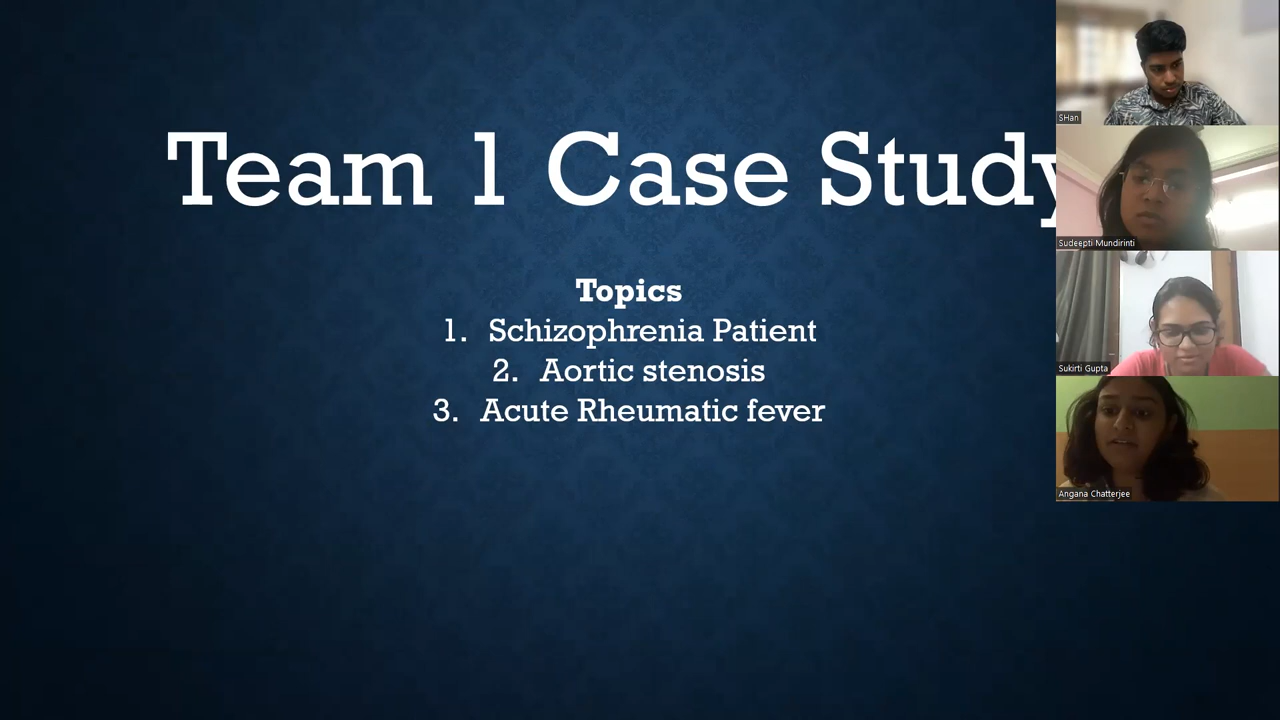 Team 1 Case Study
Topics
1. Schizophrenia Patient
2. Aortic stenosis
3. Acute Rheumatic fever
SHan
Sudeepti Mundirinti
Sukirti Gupta
Angana Chatterjee